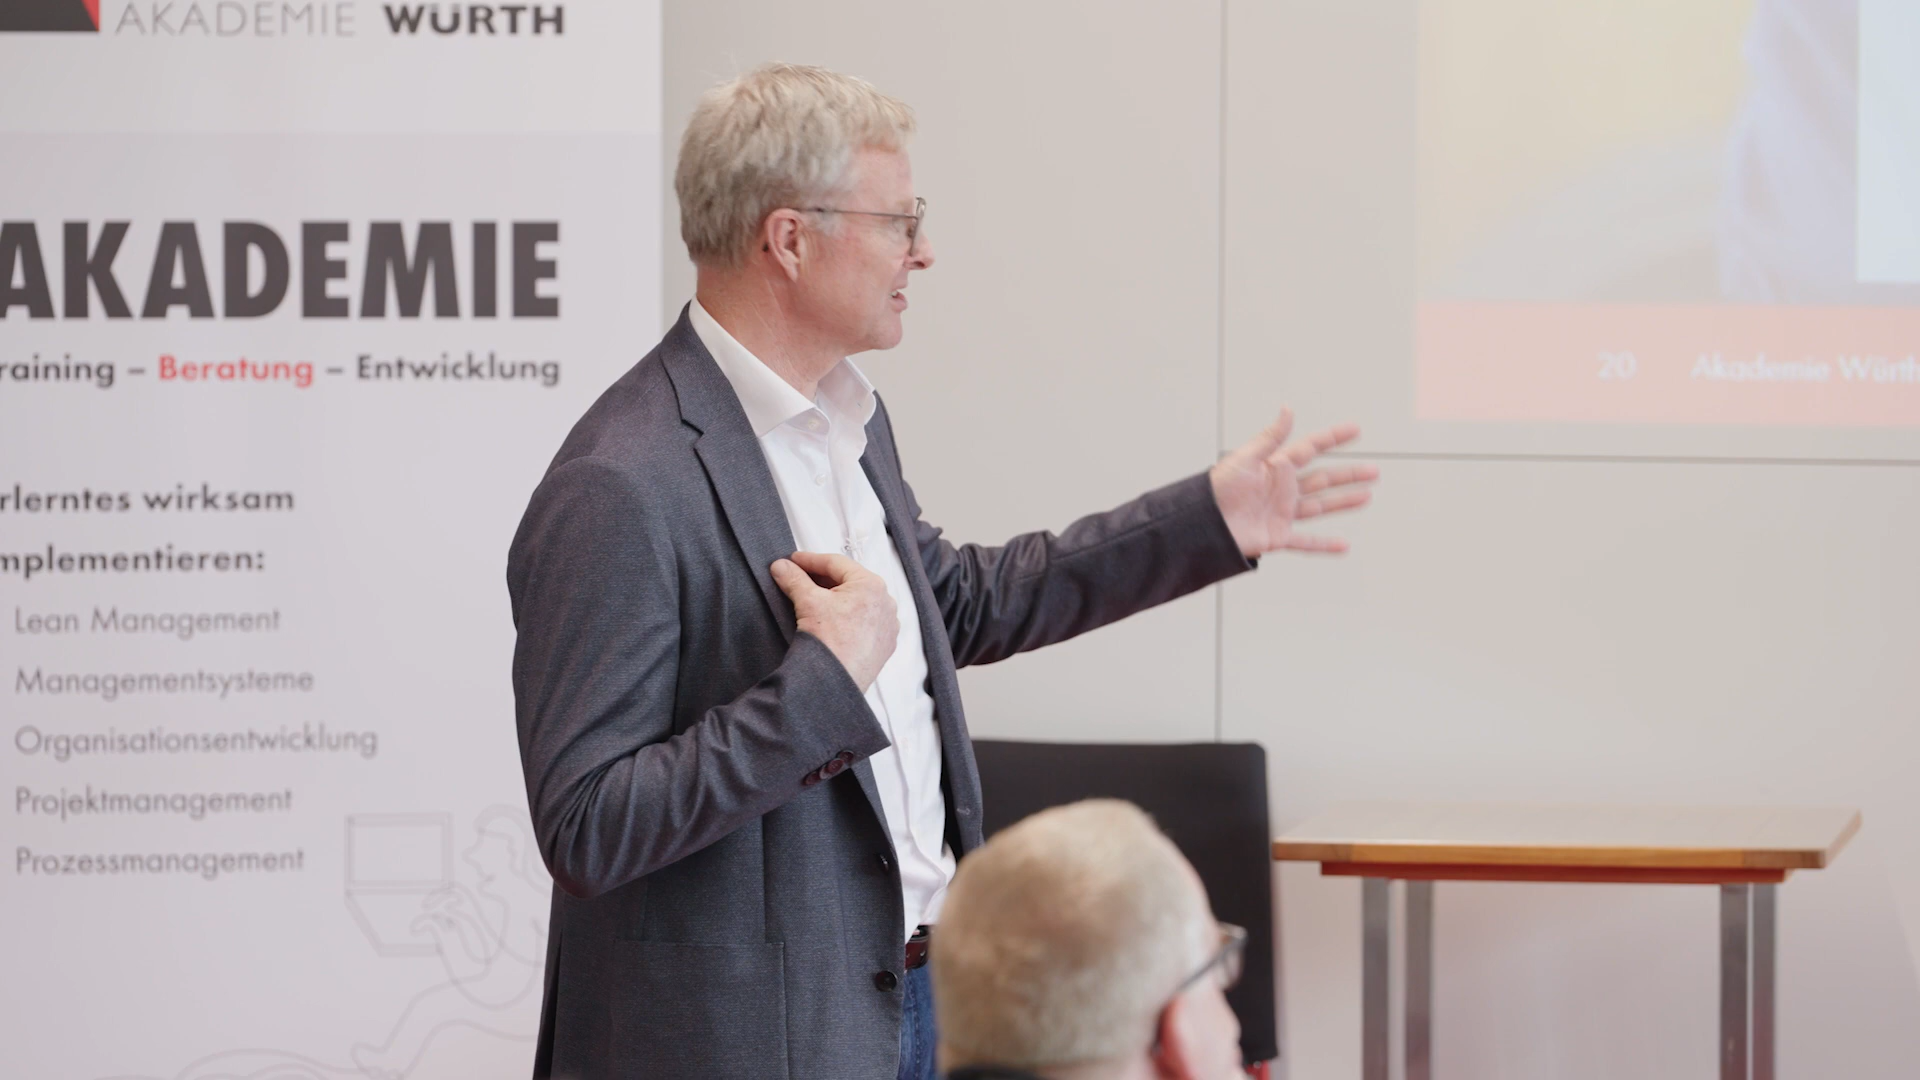 AKADEMIE WÜRTH
AKADEMIE
raining – Beratung – Entwicklung
rlerntes wirksam
mplementieren:
Lean Management
Managementsysteme
Organisationsentwicklung
Projektmanagement
Prozessmanagement
20 Akademie Würth